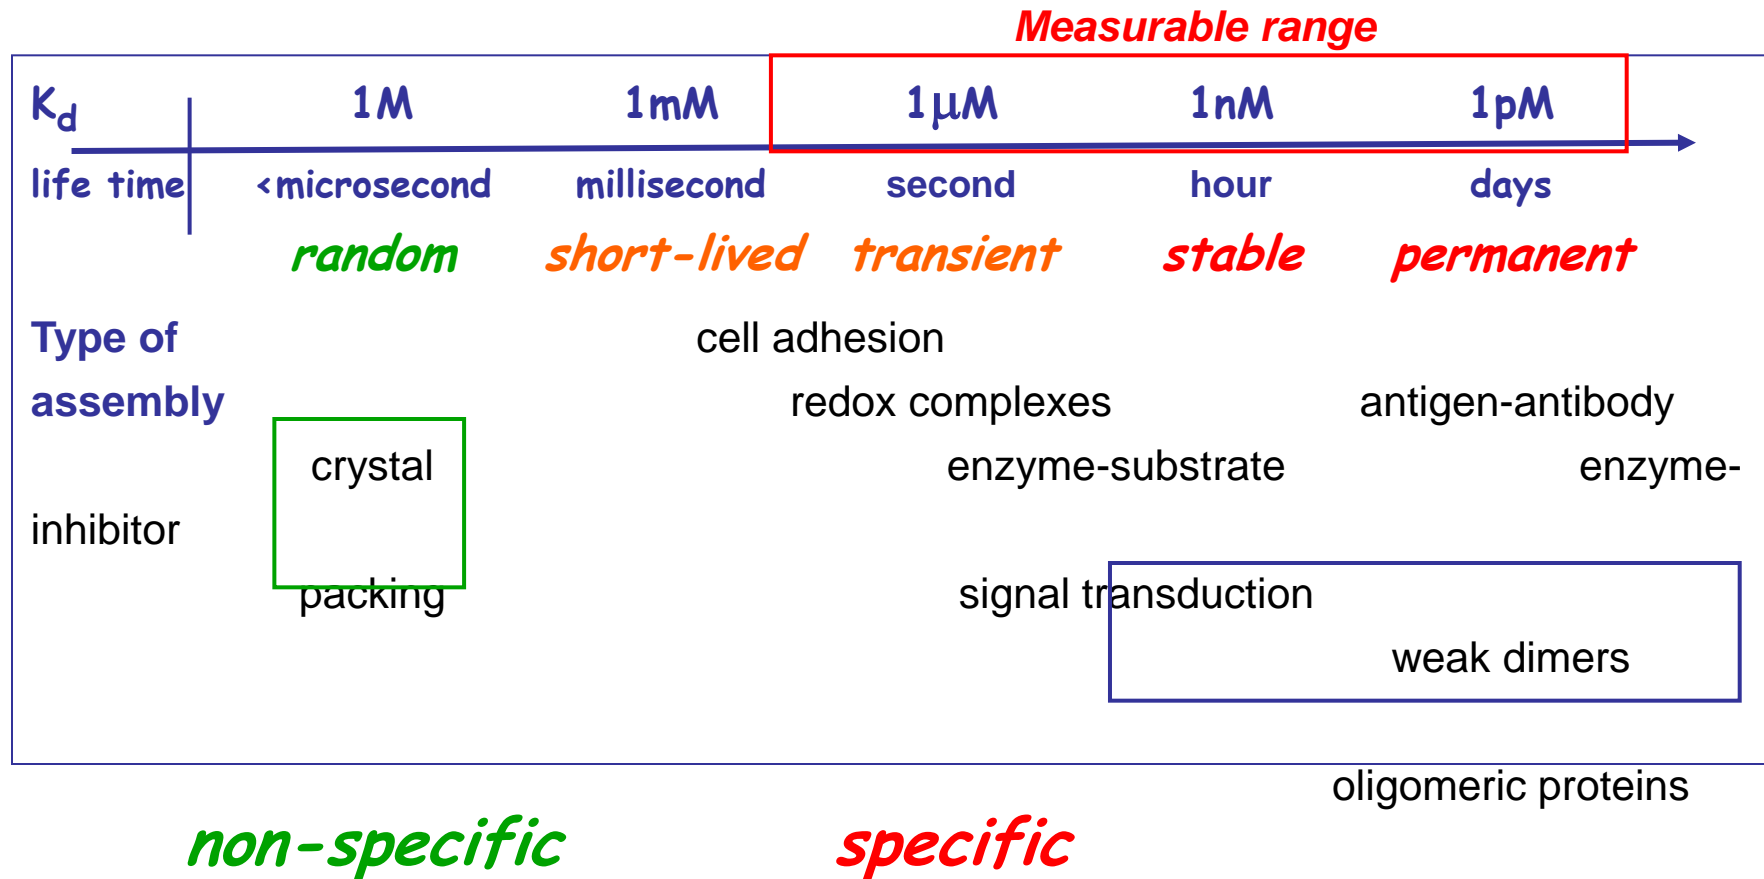 Measurable range
Kd 1M 1mM 1μM 1nM 1pM
life time <microsecond millisecond second hour days
random short-lived transient stable permanent
Type of cell adhesion
assembly redox complexes antigen-antibody
crystal enzyme-substrate enzyme-
inhibitor
packing signal transduction
weak dimers
oligomeric proteins
non-specific specific